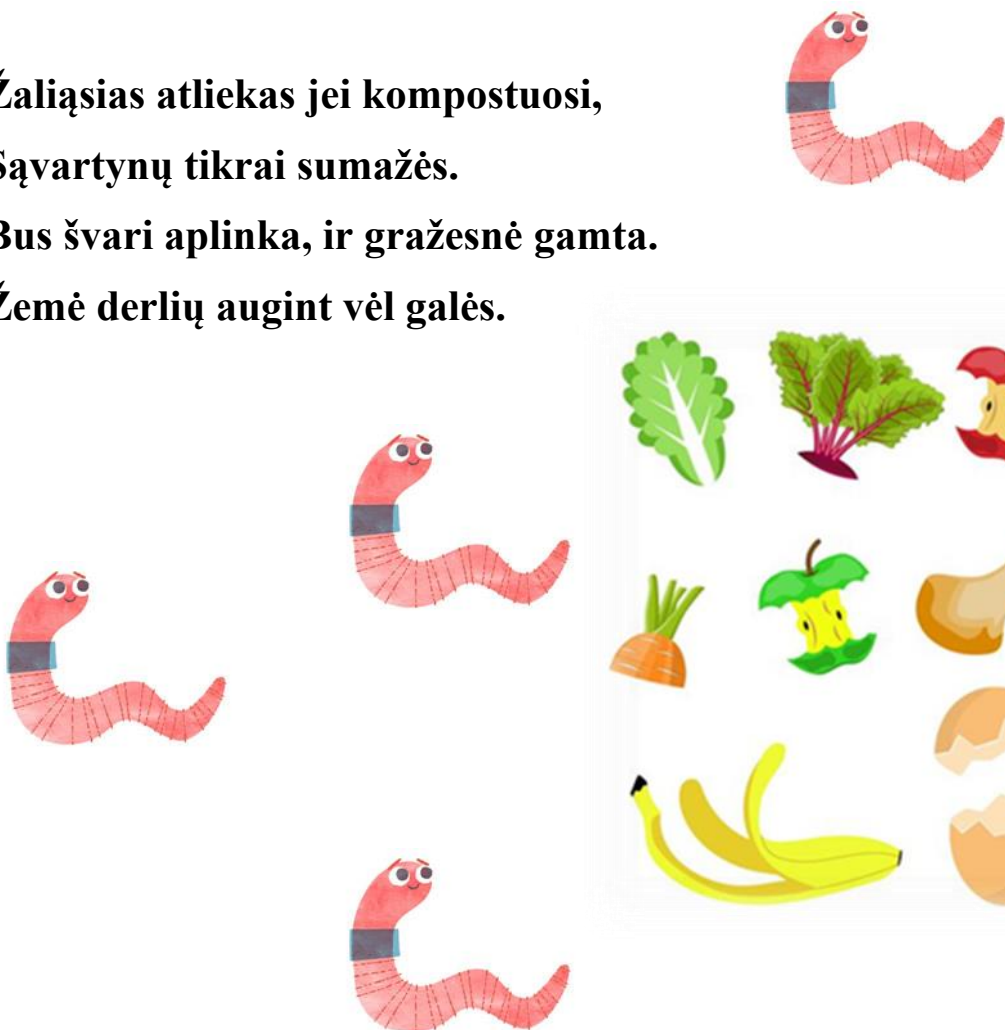 Žaliąsias atliekas jei kompostuosi,
Sąvartynų tikrai sumažės.
Bus švari aplinka, ir gražesnė gamta.
Žemė derlių augint vėl galės.